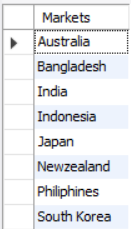 Markets
Australia
Bangladesh
India
Indonesia
Japan
Newzealand
Philiphines
South Korea